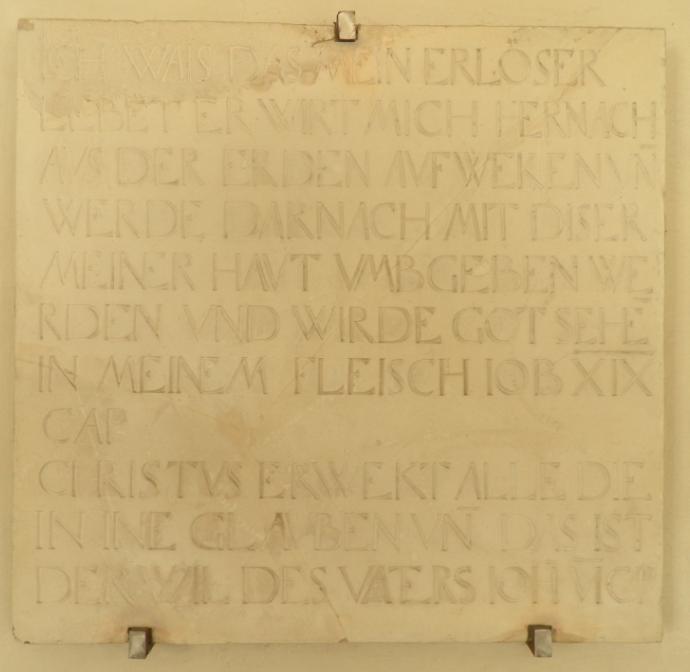 ICH WAIS DAS MEIN ERLÖSER
LEBET ER WIRT MICH HERNACH
AVS DER ERDEN AVFWEKEN VN̄
WERDE DARNACH MIT DISER
MEINER HAVT VMBGEBEN WE
RDEN VND WIRDE GOT SEHĒ
IN MEINEM FLEISCH IOB XIX
CAP
CHRISTVS ERWEKT ALLE DIE
IN INE GLAVBEN VN̄ DAS IST
DER WIL DES VATERS IOH VI CP